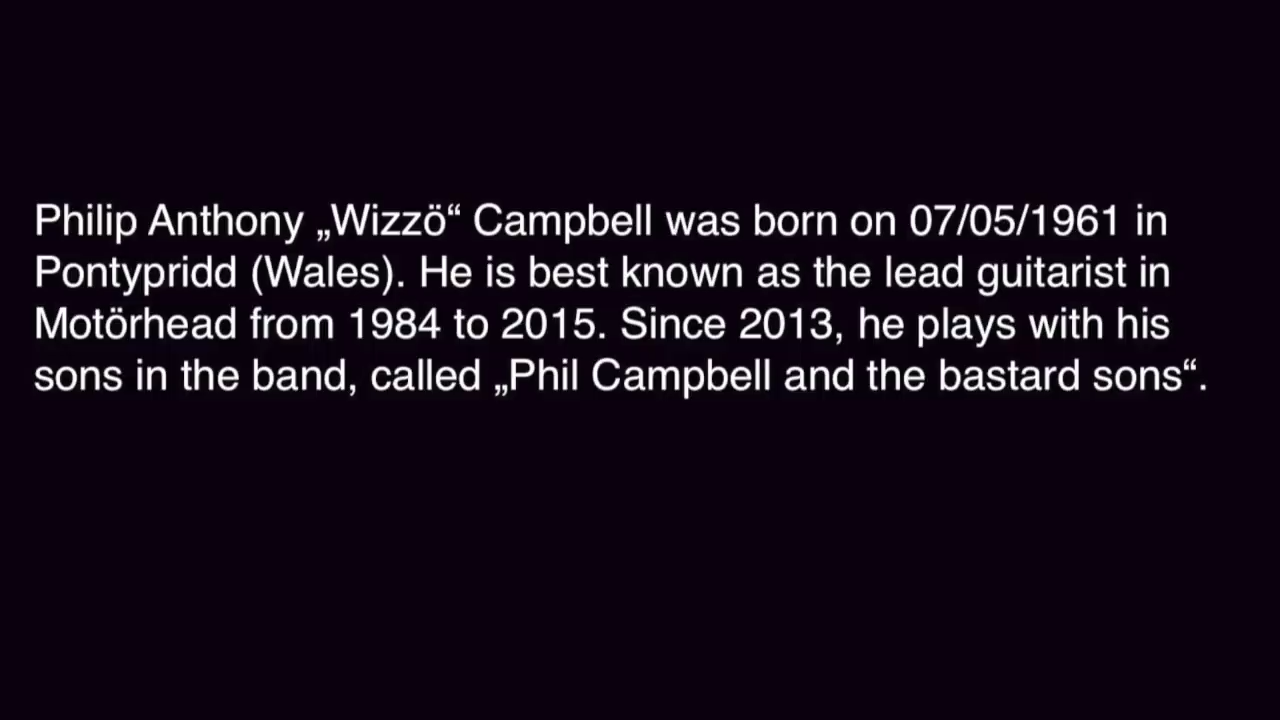 Philip Anthony „Wizzö“ Campbell was born on 07/05/1961 in
Pontypridd (Wales). He is best known as the lead guitarist in
Motörhead from 1984 to 2015. Since 2013, he plays with his
sons in the band, called „Phil Campbell and the bastard sons“.